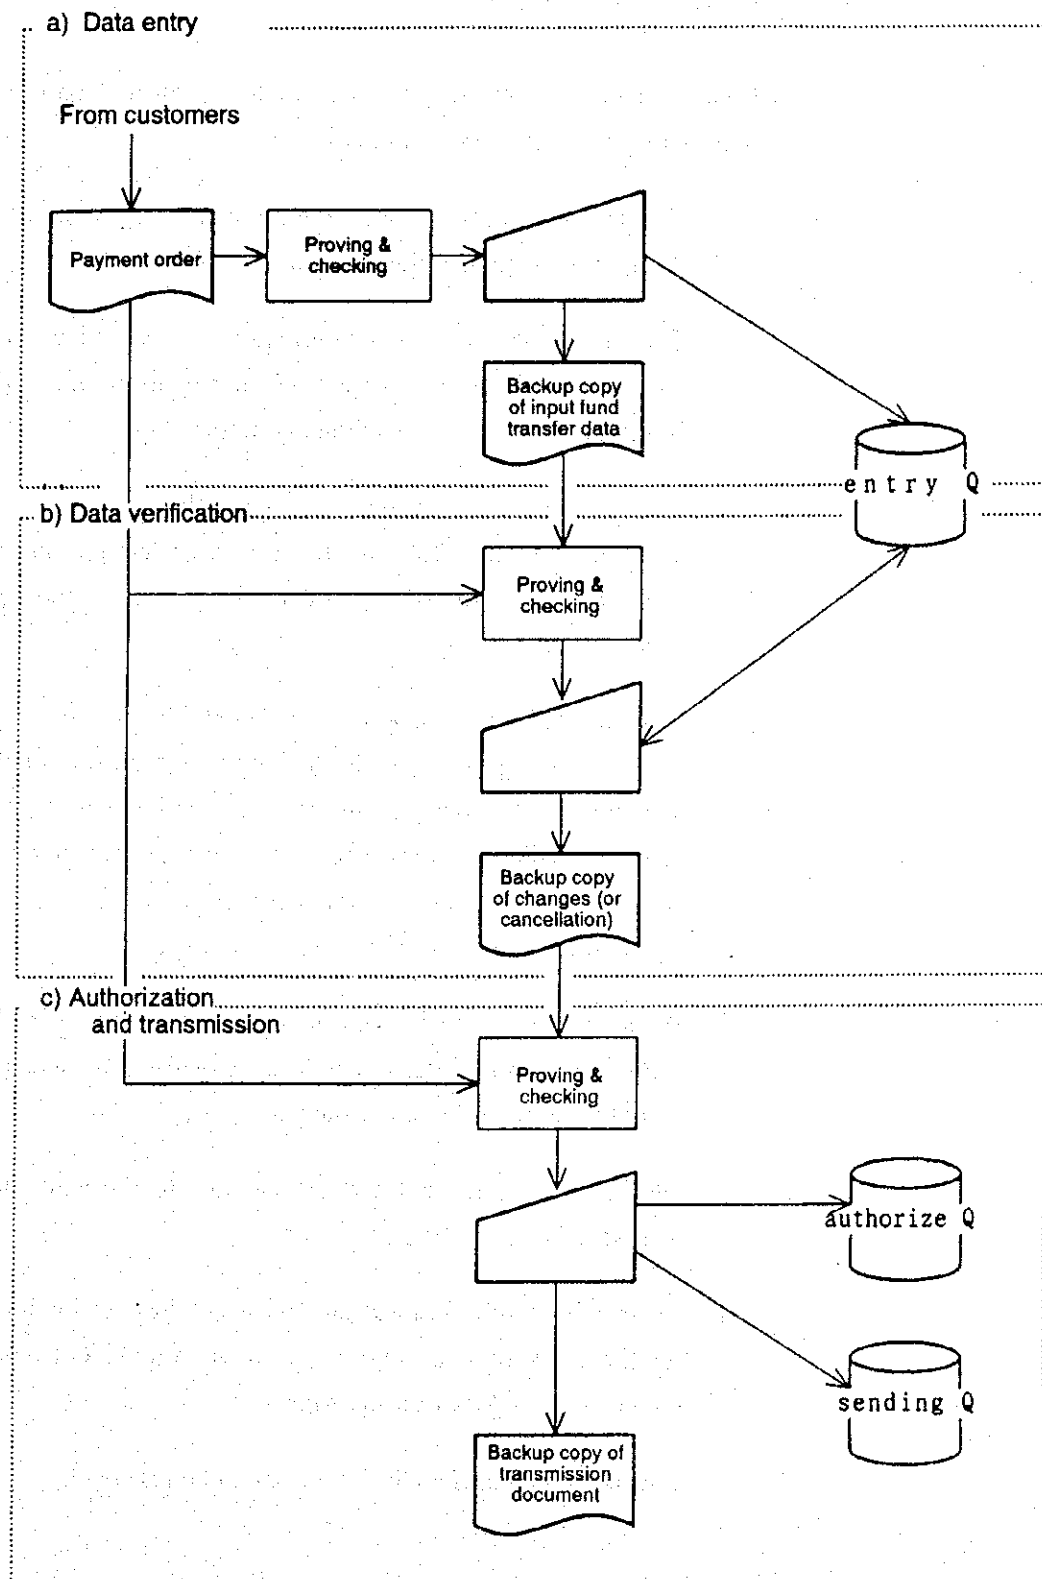 a) Data entry
From customers
Payment order
Proving &
checking
Backup copy
of input fund
transfer data
entry Q
b) Data verification
Proving &
checking
Backup copy
of changes (or
cancellation)
c) Authorization
and transmission
Proving &
checking
authorize Q
sending Q
Backup copy of
transmission
document